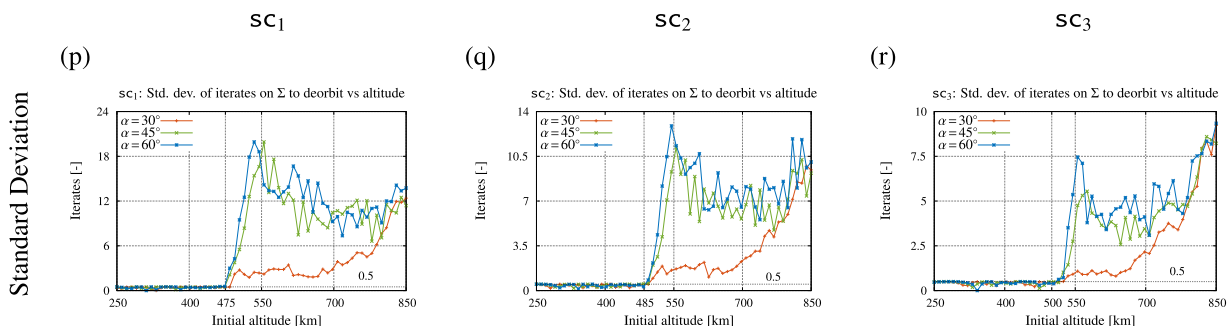 sc₁ sc₂ sc₃
(p) (q) (r)
Standard Deviation
sc₁: Std. dev. of iterates on Σ to deorbit vs altitude
24
18
12
6
0
Iterates [-]
α = 30°
α = 45°
α = 60°
0.5
250 400 475 550 700 850
Initial altitude [km]
sc₂: Std. dev. of iterates on Σ to deorbit vs altitude
14
10.5
7
3.5
0
Iterates [-]
α = 30°
α = 45°
α = 60°
0.5
250 400 485 550 700 850
Initial altitude [km]
sc₃: Std. dev. of iterates on Σ to deorbit vs altitude
10
7.5
5
2.5
0
Iterates [-]
α = 30°
α = 45°
α = 60°
0.5
250 400 500 550 700 850
Initial altitude [km]